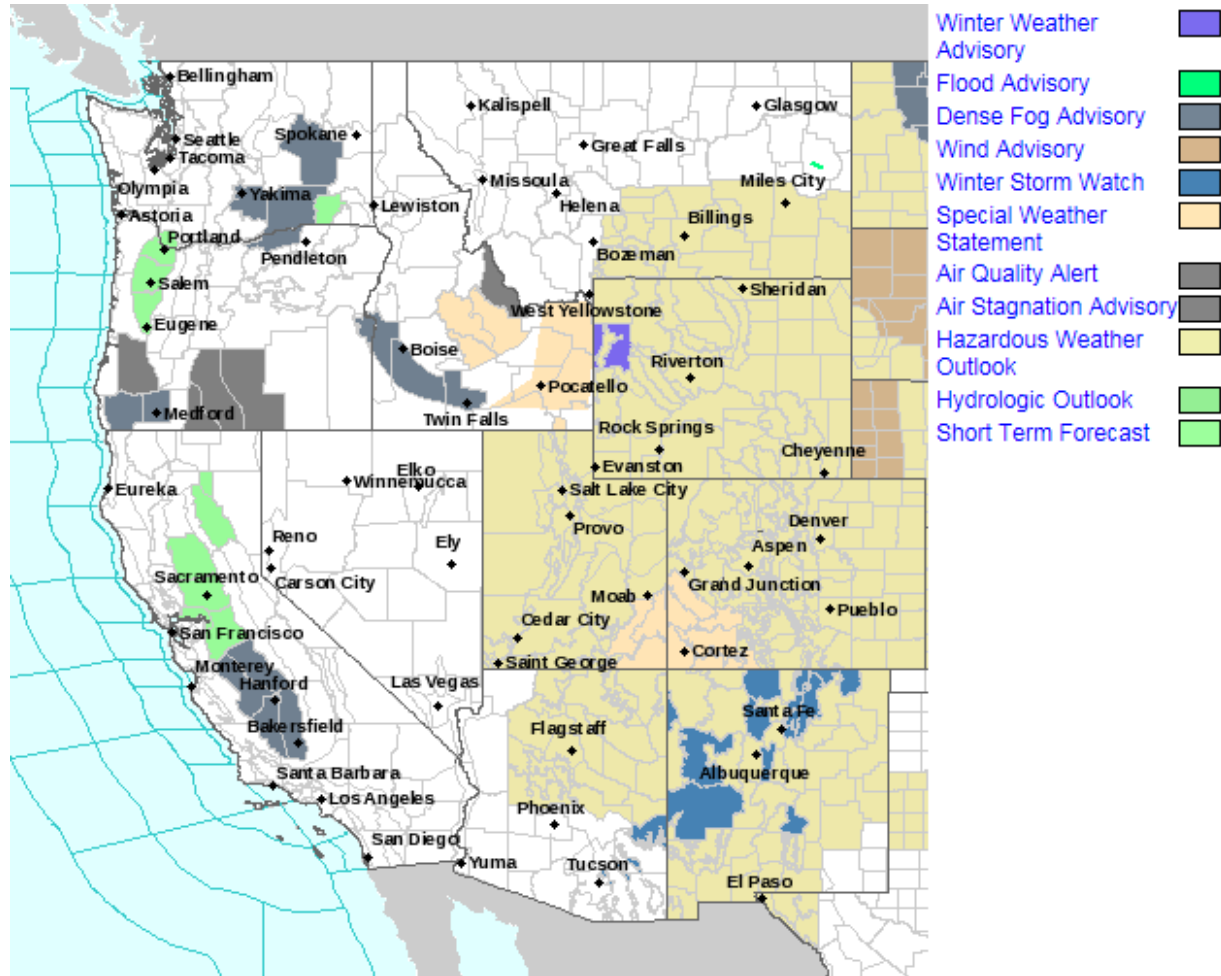 Bellingham
Seattle
Tacoma
Olympia
Astoria
Portland
Salem
Eugene
Medford
Spokane
Yakima
Pendleton
Lewiston
Kalispell
Great Falls
Glasgow
Missoula
Helena
Miles City
Billings
Bozeman
West Yellowstone
Sheridan
Boise
Twin Falls
Pocatello
Riverton
Rock Springs
Evanston
Cheyenne
Eureka
Elko
Winnemucca
Reno
Carson City
Ely
Sacramento
San Francisco
Monterey
Hanford
Bakersfield
Las Vegas
Santa Barbara
Los Angeles
San Diego
Salt Lake City
Provo
Moab
Cedar City
Saint George
Denver
Aspen
Grand Junction
Pueblo
Cortez
Flagstaff
Phoenix
Yuma
Tucson
Santa Fe
Albuquerque
El Paso
Winter Weather
Advisory
Flood Advisory
Dense Fog Advisory
Wind Advisory
Winter Storm Watch
Special Weather
Statement
Air Quality Alert
Air Stagnation Advisory
Hazardous Weather
Outlook
Hydrologic Outlook
Short Term Forecast